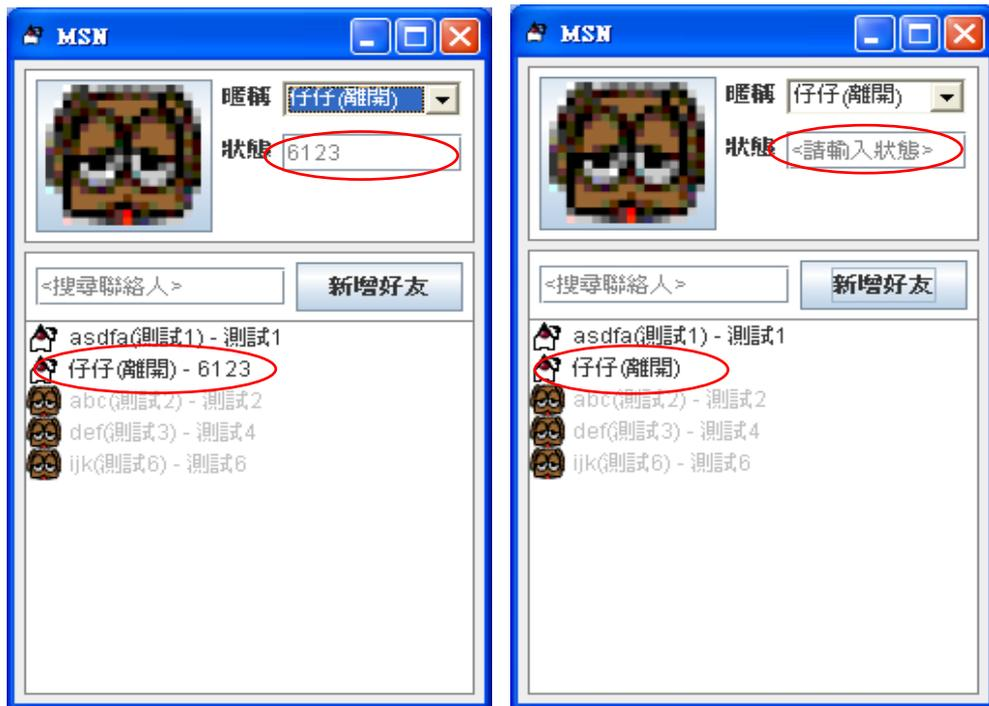 MSN
暱稱 仔仔(離開)
狀態 6123
<搜尋聯絡人> 新增好友
asdfa(測試1) - 測試1
仔仔(離開) - 6123
abc(測試2) - 測試2
def(測試3) - 測試4
ijk(測試6) - 測試6
MSN
暱稱 仔仔(離開)
狀態 <請輸入狀態>
<搜尋聯絡人> 新增好友
asdfa(測試1) - 測試1
仔仔(離開)
abc(測試2) - 測試2
def(測試3) - 測試4
ijk(測試6) - 測試6